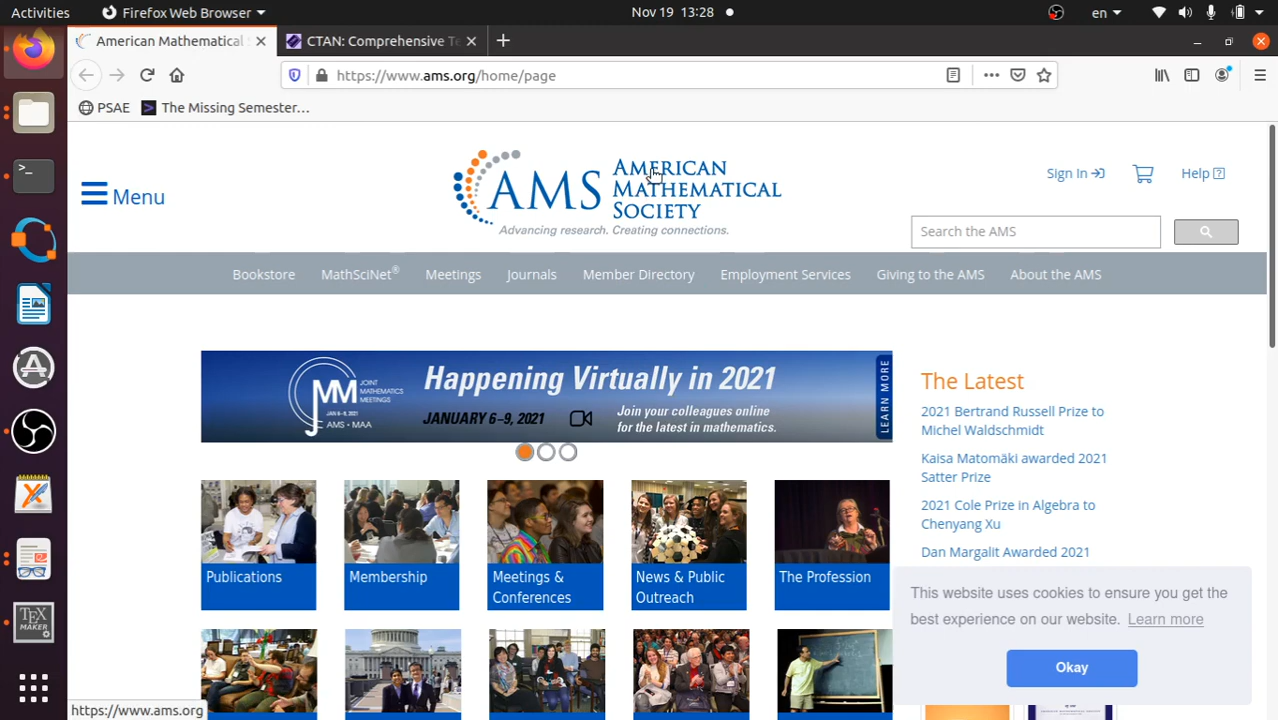 Activities
Firefox Web Browser
Nov 19 13:28
en
American Mathematical S
CTAN: Comprehensive Te
https://www.ams.org/home/page
PSAE
The Missing Semester...
Menu
AMS
AMERICAN
MATHEMATICAL
SOCIETY
Advancing research. Creating connections.
Sign In
Help
Search the AMS
Bookstore
MathSciNet®
Meetings
Journals
Member Directory
Employment Services
Giving to the AMS
About the AMS
JMM
JOINT
MATHEMATICS
MEETINGS
JAN 6-9, 2021
AMS • MAA
Happening Virtually in 2021
JANUARY 6–9, 2021
Join your colleagues online
for the latest in mathematics.
LEARN MORE
The Latest
2021 Bertrand Russell Prize to
Michel Waldschmidt
Kaisa Matomäki awarded 2021
Satter Prize
2021 Cole Prize in Algebra to
Chenyang Xu
Dan Margalit Awarded 2021
Publications
Membership
Meetings &
Conferences
News & Public
Outreach
The Profession
This website uses cookies to ensure you get the
best experience on our website. Learn more
Okay
TEX
MAKER
https://www.ams.org